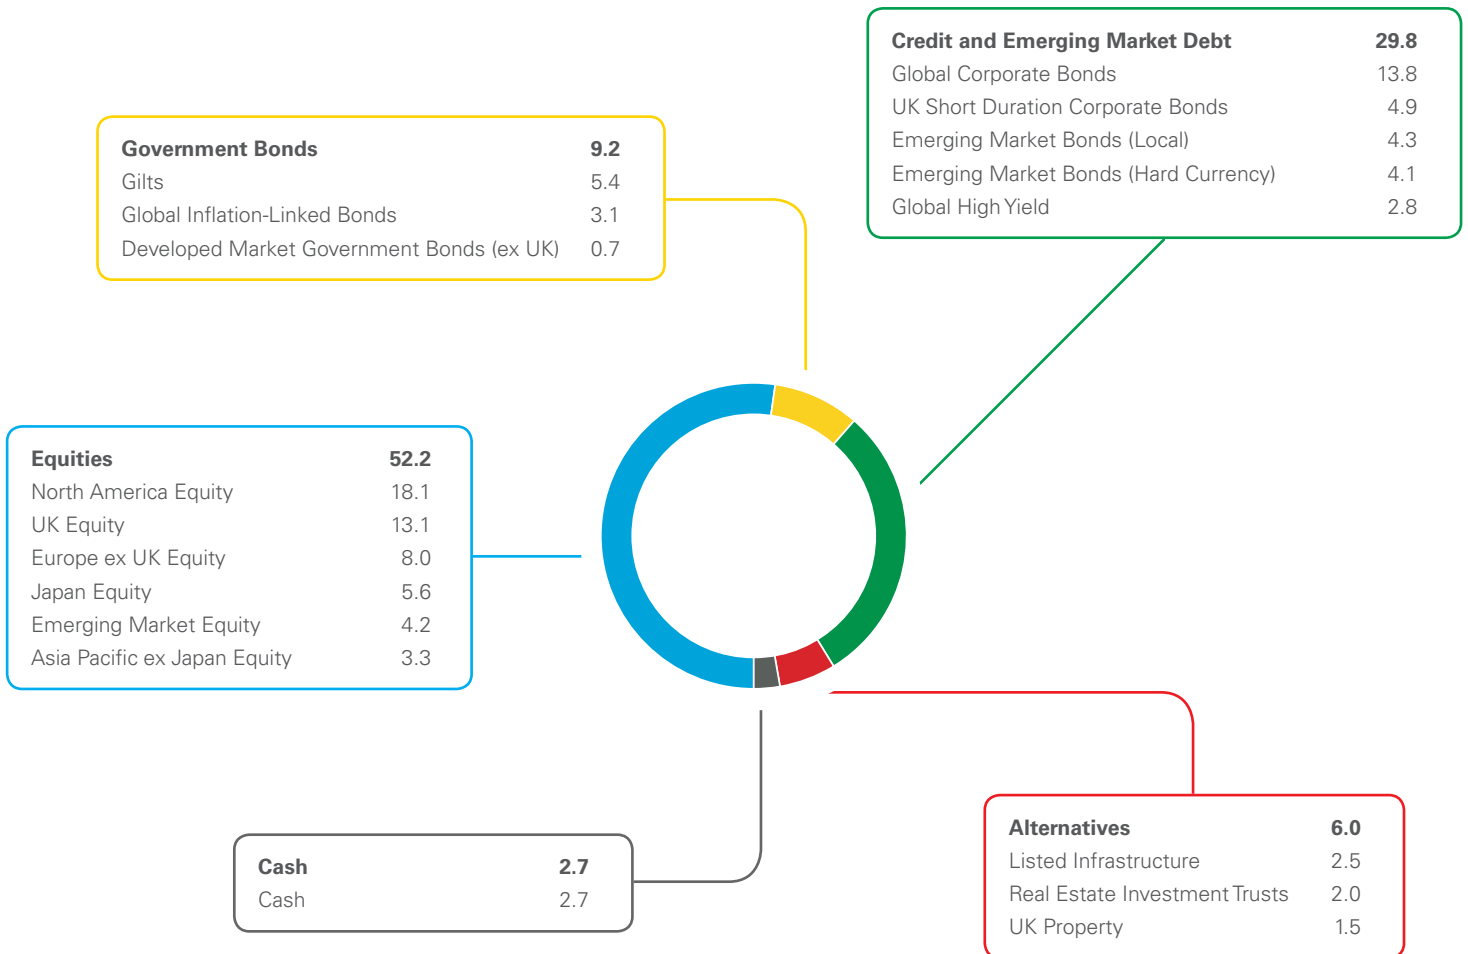 Credit and Emerging Market Debt 29.8
Global Corporate Bonds 13.8
UK Short Duration Corporate Bonds 4.9
Emerging Market Bonds (Local) 4.3
Emerging Market Bonds (Hard Currency) 4.1
Global High Yield 2.8
Government Bonds 9.2
Gilts 5.4
Global Inflation-Linked Bonds 3.1
Developed Market Government Bonds (ex UK) 0.7
Equities 52.2
North America Equity 18.1
UK Equity 13.1
Europe ex UK Equity 8.0
Japan Equity 5.6
Emerging Market Equity 4.2
Asia Pacific ex Japan Equity 3.3
Cash 2.7
Cash 2.7
Alternatives 6.0
Listed Infrastructure 2.5
Real Estate Investment Trusts 2.0
UK Property 1.5